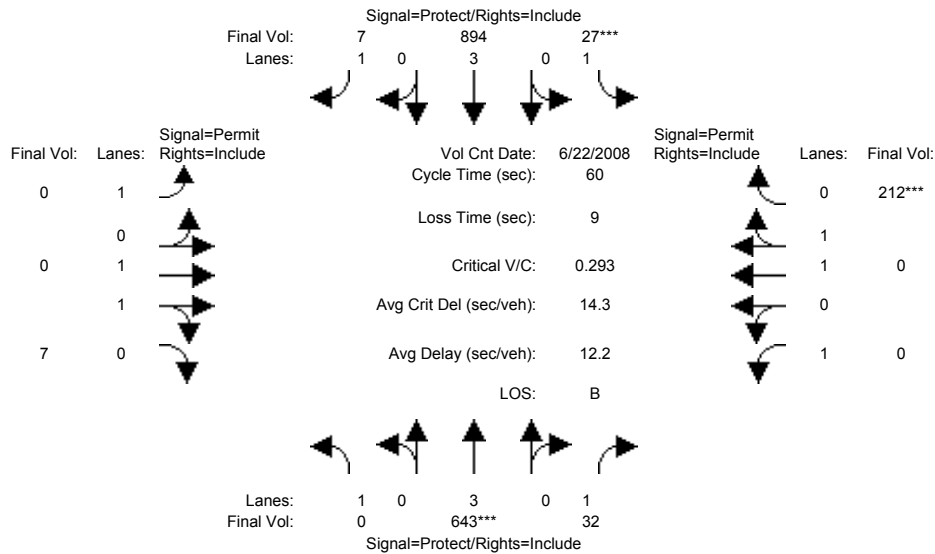 Signal=Protect/Rights=Include
Final Vol: 7 894 27***
Lanes: 1 0 3 0 1
Signal=Permit
Final Vol: Lanes: Rights=Include
Vol Cnt Date: 6/22/2008
Signal=Permit
Rights=Include Lanes: Final Vol:
Cycle Time (sec): 60
0 1
0 212***
Loss Time (sec): 9
0
1
0 1
Critical V/C: 0.293
1 0
1
Avg Crit Del (sec/veh): 14.3
0
7 0
Avg Delay (sec/veh): 12.2
1 0
LOS: B
Lanes: 1 0 3 0 1
Final Vol: 0 643*** 32
Signal=Protect/Rights=Include